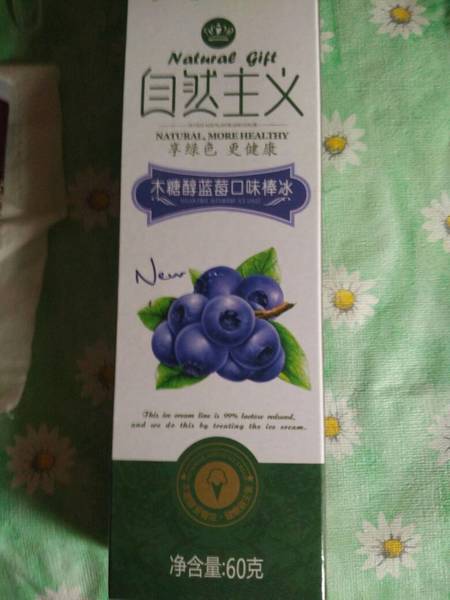 Natural Gift
自然主义
NATURAL, MORE HEALTHY
享綠色 更健康
木糖醇蓝莓口味棒冰
New
This ice cream line is 99% lactose reduced,
and we do this by treating the ice cream.
净含量:60克